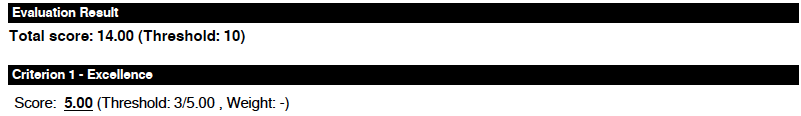 Evaluation Result
Total score: 14.00 (Threshold: 10)
Criterion 1 - Excellence
Score: 5.00 (Threshold: 3/5.00 , Weight: -)